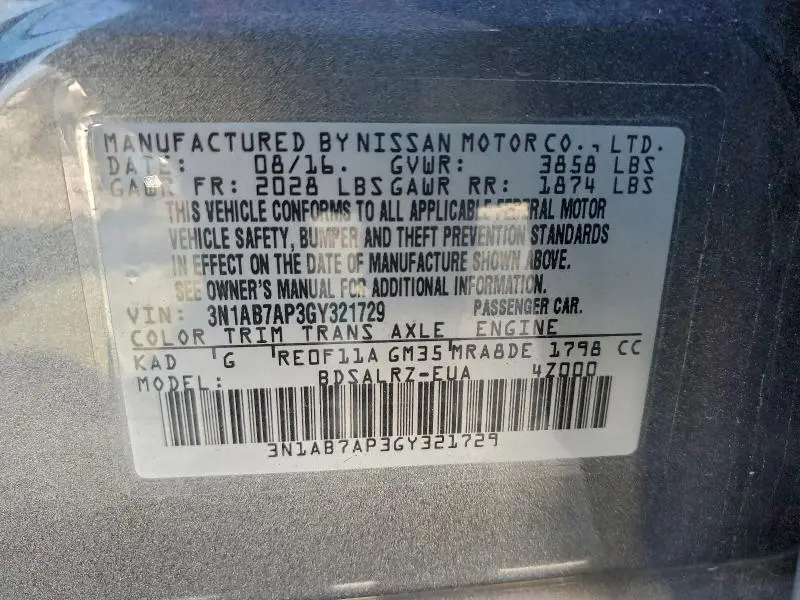 MANUFACTURED BY NISSAN MOTOR CO., LTD.
DATE: 08/16. GVWR: 3858 LBS
GAWR FR: 2028 LBS GAWR RR: 1874 LBS
THIS VEHICLE CONFORMS TO ALL APPLICABLE FEDERAL MOTOR
VEHICLE SAFETY, BUMPER AND THEFT PREVENTION STANDARDS
IN EFFECT ON THE DATE OF MANUFACTURE SHOWN ABOVE.
SEE OWNER'S MANUAL FOR ADDITIONAL INFORMATION.
VIN: 3N1AB7AP3GY321729 PASSENGER CAR.
COLOR TRIM TRANS AXLE ENGINE
KAD G RE0F11A GM35 MRA8DE 1798 CC
MODEL: BDSALRZ-EUA 4Z000
3N1AB7AP3GY321729